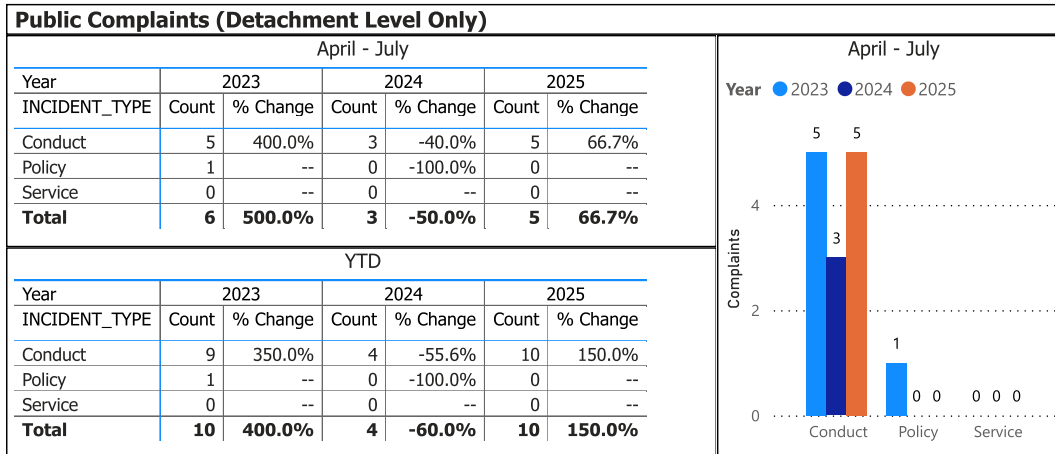 Public Complaints (Detachment Level Only)
April - July
Year 2023 2024 2025
INCIDENT_TYPE Count % Change Count % Change Count % Change
Conduct 5 400.0% 3 -40.0% 5 66.7%
Policy 1 -- 0 -100.0% 0 --
Service 0 -- 0 -- 0 --
Total 6 500.0% 3 -50.0% 5 66.7%
YTD
Year 2023 2024 2025
INCIDENT_TYPE Count % Change Count % Change Count % Change
Conduct 9 350.0% 4 -55.6% 10 150.0%
Policy 1 -- 0 -100.0% 0 --
Service 0 -- 0 -- 0 --
Total 10 400.0% 4 -60.0% 10 150.0%
April - July
Year 2023 2024 2025
5 5
4
3
Complaints
2
1
0 0 0 0 0
0
Conduct Policy Service